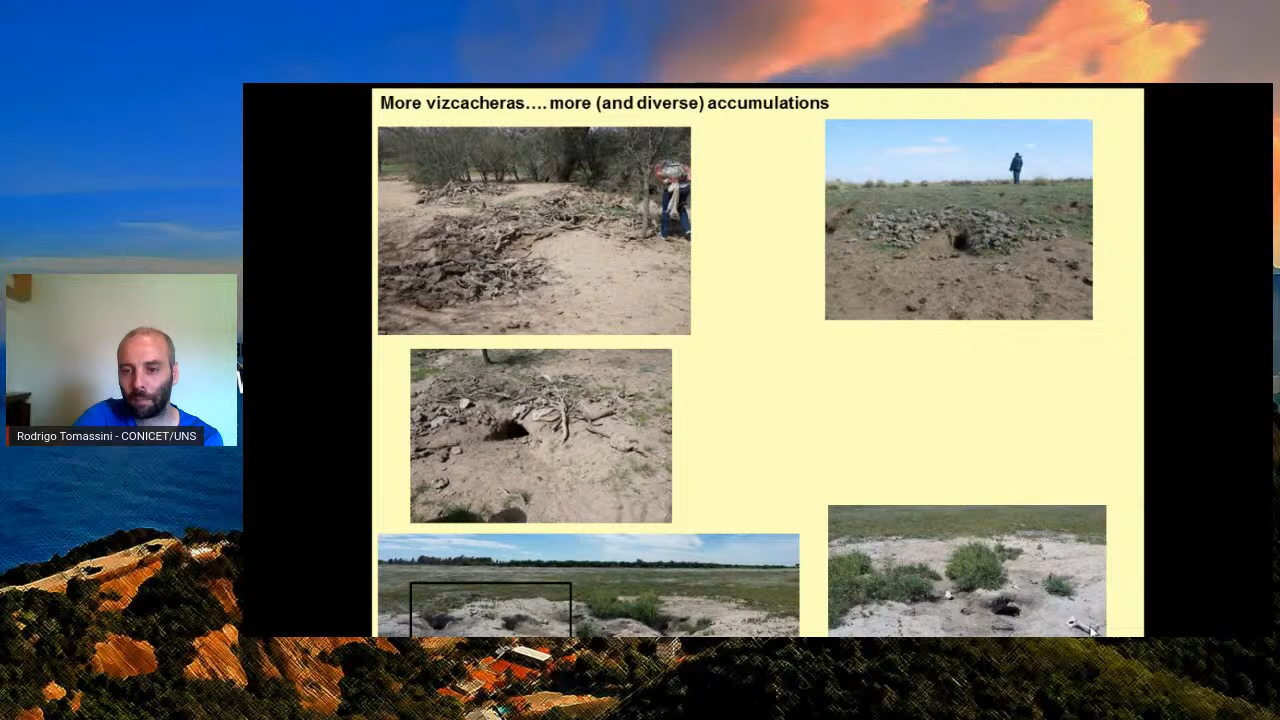 More vizcacheras.... more (and diverse) accumulations
Rodrigo Tomassini - CONICET/UNS